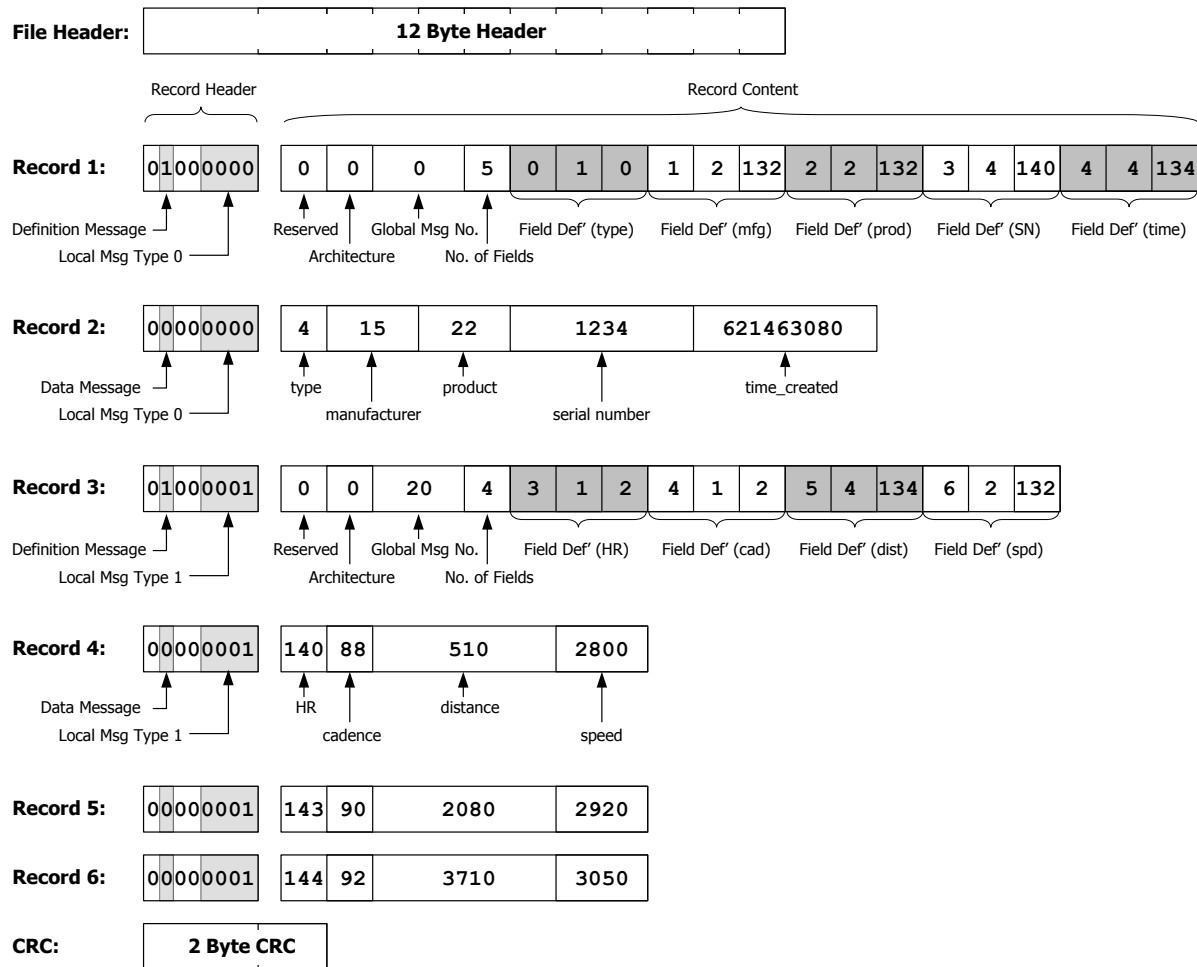 File Header: 12 Byte Header
Record Header Record Content
Record 1: 01000000 0 0 0 5 0 1 0 1 2 132 2 2 132 3 4 140 4 4 134
Definition Message Reserved Global Msg No. Field Def' (type) Field Def' (mfg) Field Def' (prod) Field Def' (SN) Field Def' (time)
Local Msg Type 0 Architecture No. of Fields
Record 2: 00000000 4 15 22 1234 621463080
Data Message type product time_created
Local Msg Type 0 manufacturer serial number
Record 3: 01000001 0 0 20 4 3 1 2 4 1 2 5 4 134 6 2 132
Definition Message Reserved Global Msg No. Field Def' (HR) Field Def' (cad) Field Def' (dist) Field Def' (spd)
Local Msg Type 1 Architecture No. of Fields
Record 4: 00000001 140 88 510 2800
Data Message HR distance
Local Msg Type 1 cadence speed
Record 5: 00000001 143 90 2080 2920
Record 6: 00000001 144 92 3710 3050
CRC: 2 Byte CRC